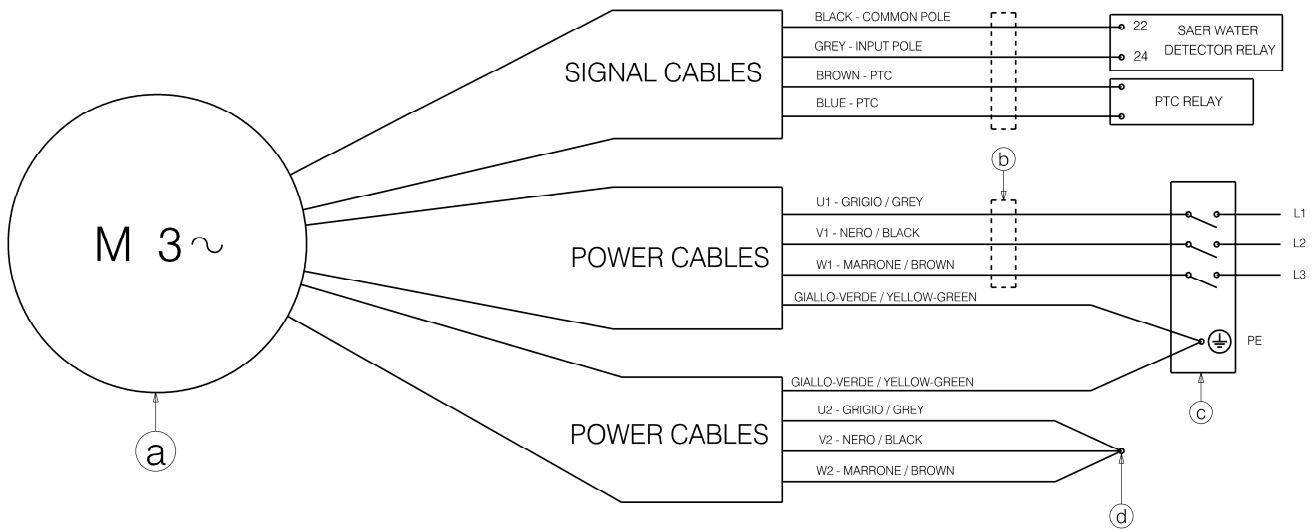 BLACK - COMMON POLE
22
SAER WATER
DETECTOR RELAY
SIGNAL CABLES
GREY - INPUT POLE
24
BROWN - PTC
PTC RELAY
BLUE - PTC
b
M 3~
POWER CABLES
U1 - GRIGIO / GREY
L1
V1 - NERO / BLACK
L2
W1 - MARRONE / BROWN
L3
GIALLO-VERDE / YELLOW-GREEN
PE
GIALLO-VERDE / YELLOW-GREEN
c
POWER CABLES
U2 - GRIGIO / GREY
V2 - NERO / BLACK
W2 - MARRONE / BROWN
a
d